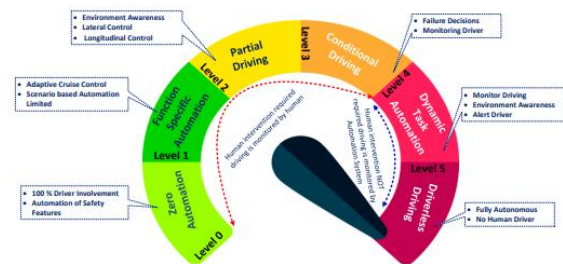 • Environment Awareness
• Lateral Control
• Longitudinal Control
• Failure Decisions
• Monitoring Driver
• Adaptive Cruise Control
• Scenario based Automation
Limited
• Monitor Driving
• Environment Awareness
• Alert Driver
• 100 % Driver Involvement
• Automation of Safety
Features
• Fully Autonomous
• No Human Driver
Zero
Automation
Level 0
Function
Specific
Automation
Level 1
Partial
Driving
Level 2
Conditional
Driving
Level 3
Dynamic
Task
Automation
Level 4
Driverless
Driving
Level 5
Human intervention required
driving is monitored by human
Human intervention NOT
required driving is monitored by
Automation System